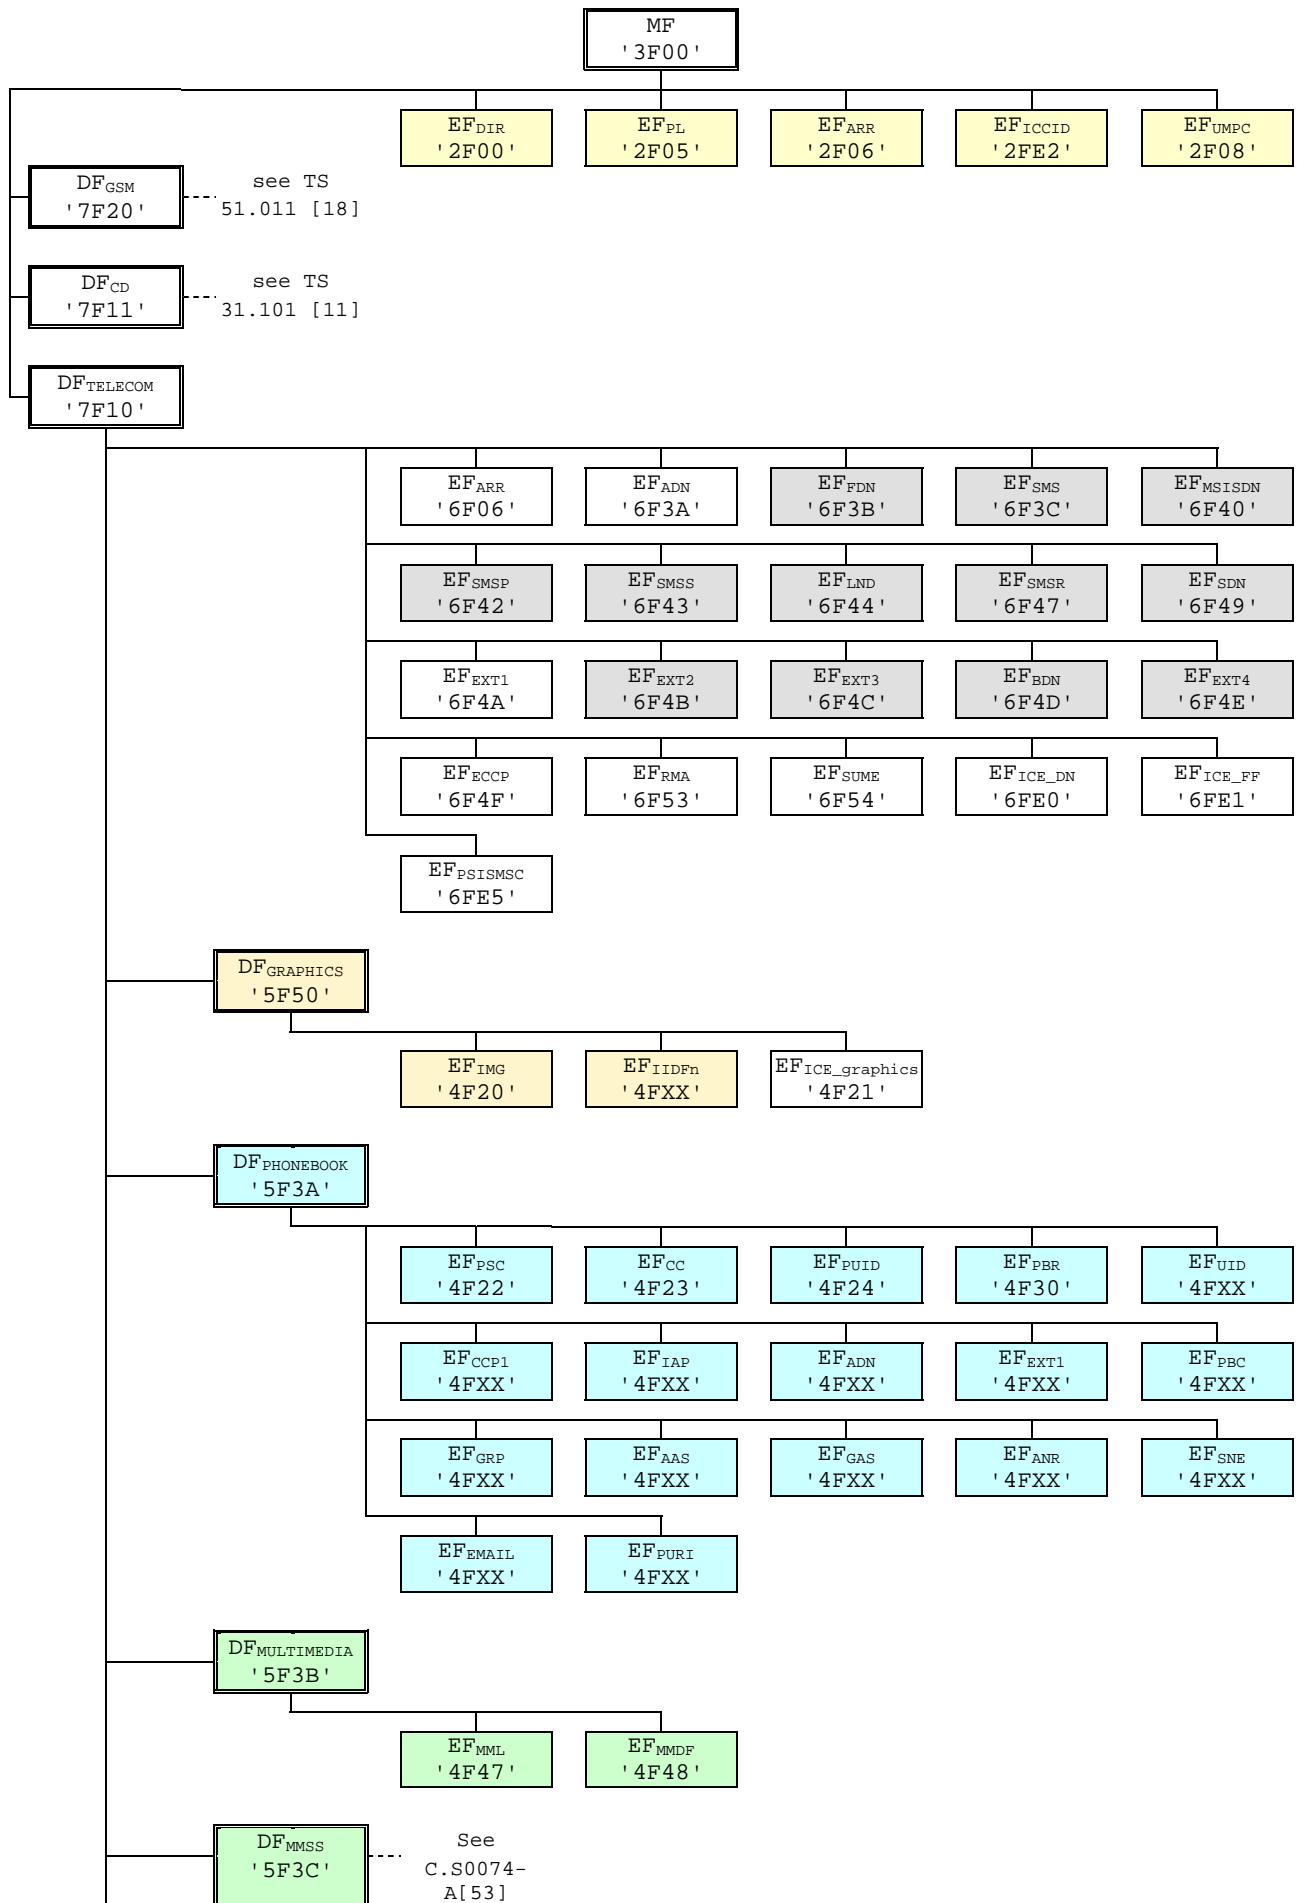 MF
'3F00'
EFDIR EFPL EFARR EFICCID EFUMPC
'2F00' '2F05' '2F06' '2FE2' '2F08'
DFGSM see TS
'7F20' 51.011 [18]
DFCD see TS
'7F11' 31.101 [11]
DFTELECOM
'7F10'
EFARR EFADN EFFDN EFSMS EFMSISDN
'6F06' '6F3A' '6F3B' '6F3C' '6F40'
EFSMSP EFSMSS EFLND EFSMSR EFSDN
'6F42' '6F43' '6F44' '6F47' '6F49'
EFEXT1 EFEXT2 EFEXT3 EFBDN EFEXT4
'6F4A' '6F4B' '6F4C' '6F4D' '6F4E'
EFECCP EFRMA EFSUME EFICE_DN EFICE_FF
'6F4F' '6F53' '6F54' '6FE0' '6FE1'
EFPSISMSC
'6FE5'
DFGRAPHICS
'5F50'
EFIMG EFIIDFn EFICE_graphics
'4F20' '4FXX' '4F21'
DFPHONEBOOK
'5F3A'
EFPSC EFCC EFPUID EFPBR EFUID
'4F22' '4F23' '4F24' '4F30' '4FXX'
EFCCP1 EFIAP EFADN EFEXT1 EFPBC
'4FXX' '4FXX' '4FXX' '4FXX' '4FXX'
EFGRP EFAAS EFGAS EFANR EFSNE
'4FXX' '4FXX' '4FXX' '4FXX' '4FXX'
EFEMAIL EFPURI
'4FXX' '4FXX'
DFMULTIMEDIA
'5F3B'
EFMML EFMMDF
'4F47' '4F48'
DFMMSS See
'5F3C' C.S0074-
A[53]